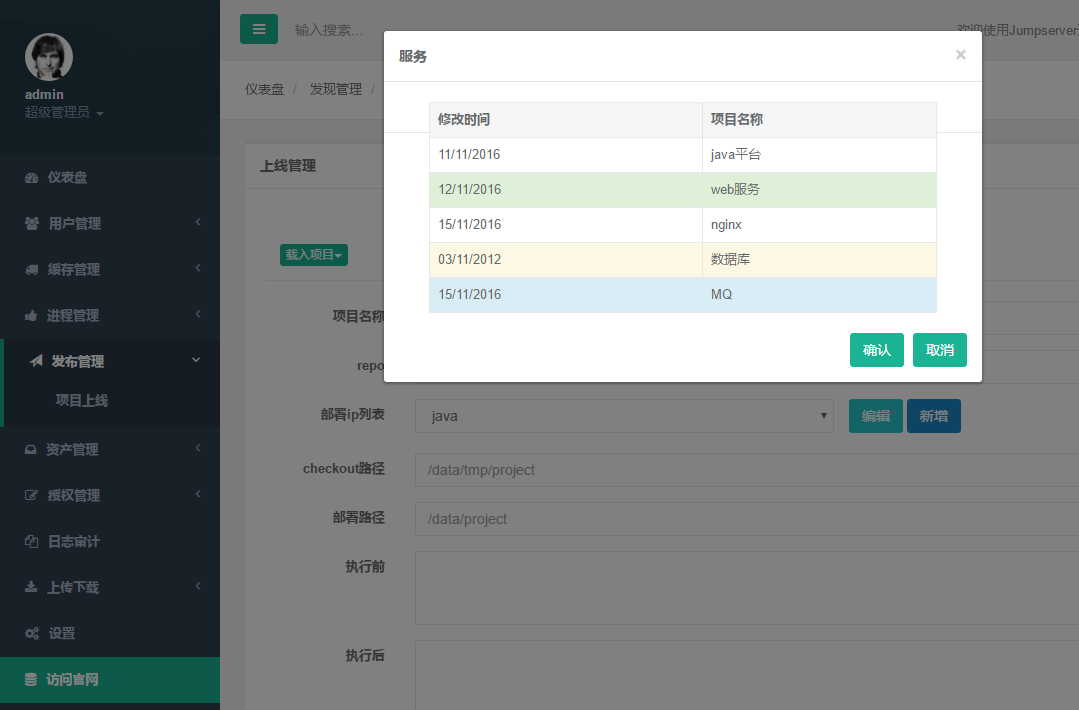 admin
超级管理员
仪表盘
用户管理
缓存管理
进程管理
发布管理
项目上线
资产管理
授权管理
日志审计
上传下载
设置
访问官网
输入搜索...
欢迎使用Jumpserver
仪表盘 / 发现管理 /
上线管理
载入项目
服务
×
修改时间 项目名称
11/11/2016 java平台
12/11/2016 web服务
15/11/2016 nginx
03/11/2012 数据库
15/11/2016 MQ
确认 取消
项目名称
repo
部署ip列表 java 编辑 新增
checkout路径 /data/tmp/project
部署路径 /data/project
执行前
执行后